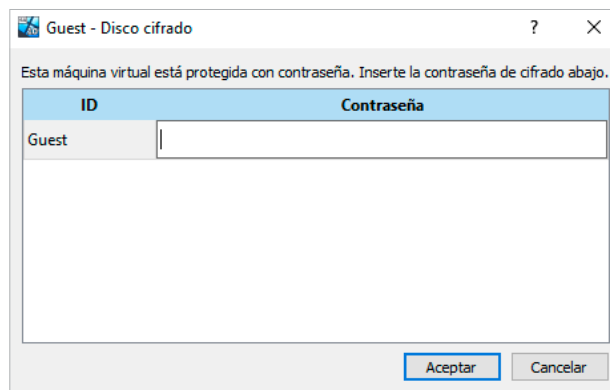 Guest - Disco cifrado
Esta máquina virtual está protegida con contraseña. Inserte la contraseña de cifrado abajo.
ID Contraseña
Guest
Aceptar Cancelar